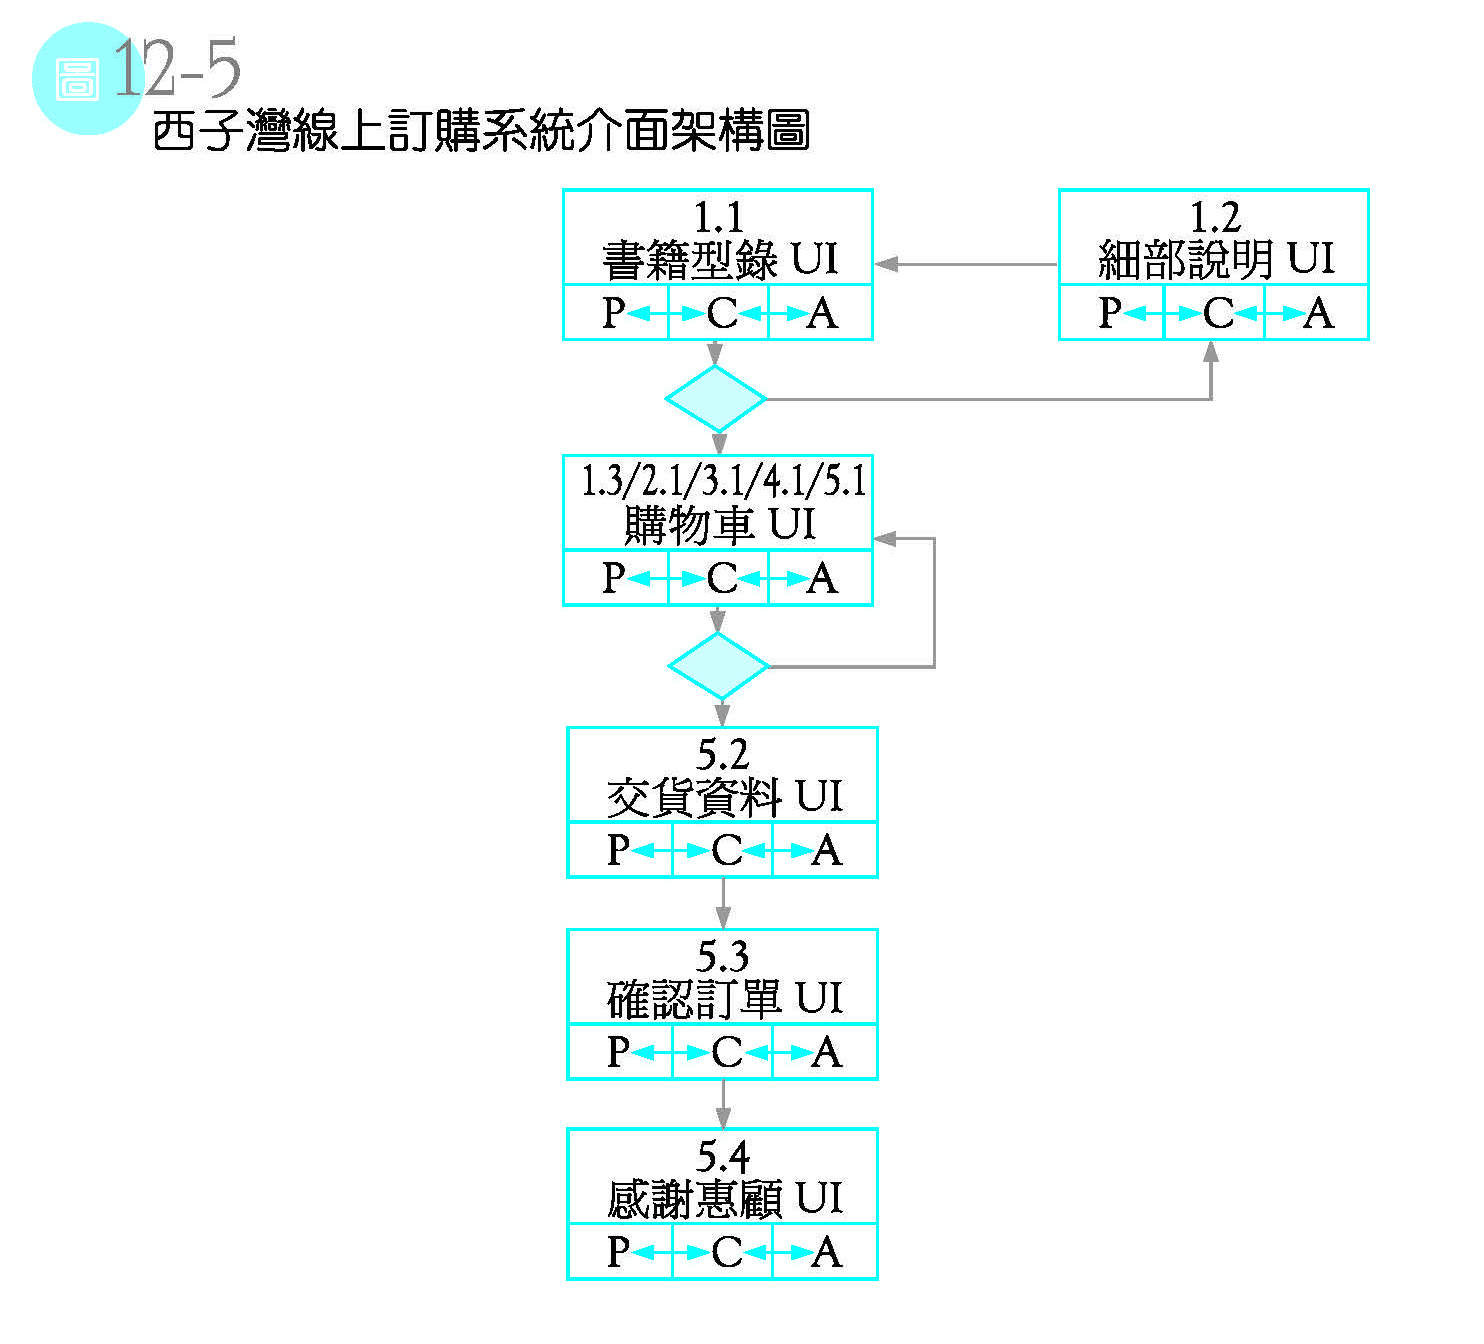 圖 12-5
西子灣線上訂購系統介面架構圖
1.1
書籍型錄 UI
P C A
1.2
細部說明 UI
P C A
1.3/2.1/3.1/4.1/5.1
購物車 UI
P C A
5.2
交貨資料 UI
P C A
5.3
確認訂單 UI
P C A
5.4
感謝惠顧 UI
P C A